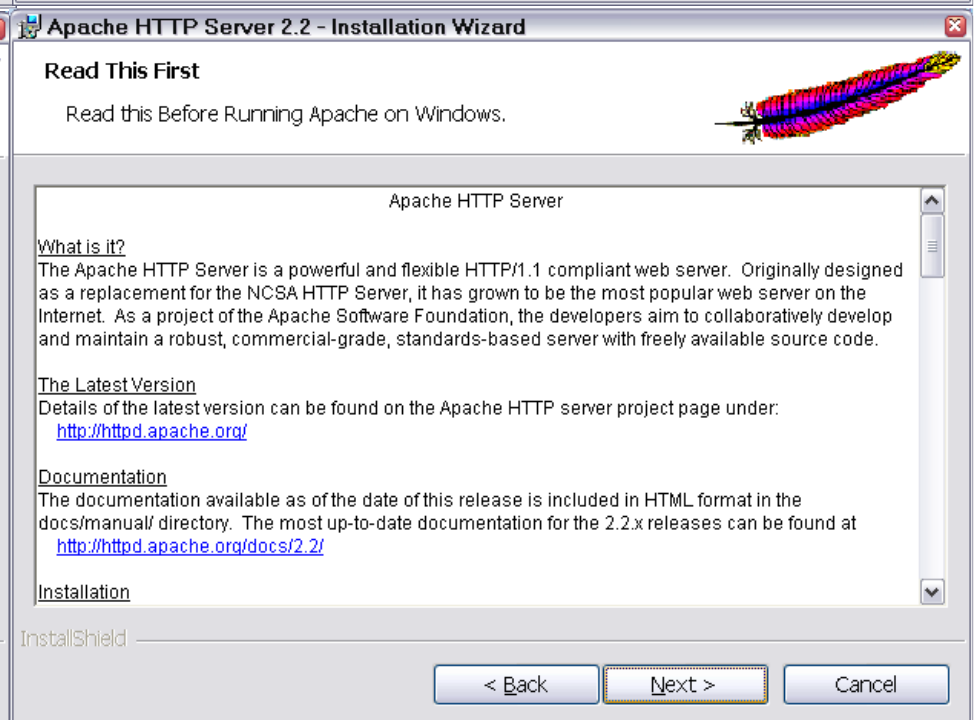 Apache HTTP Server 2.2 - Installation Wizard
Read This First
Read this Before Running Apache on Windows.
Apache HTTP Server
What is it?
The Apache HTTP Server is a powerful and flexible HTTP/1.1 compliant web server.  Originally designed
as a replacement for the NCSA HTTP Server, it has grown to be the most popular web server on the
Internet.  As a project of the Apache Software Foundation, the developers aim to collaboratively develop
and maintain a robust, commercial-grade, standards-based server with freely available source code.
The Latest Version
Details of the latest version can be found on the Apache HTTP server project page under:
http://httpd.apache.org/
Documentation
The documentation available as of the date of this release is included in HTML format in the
docs/manual/ directory.  The most up-to-date documentation for the 2.2.x releases can be found at
http://httpd.apache.org/docs/2.2/
Installation
InstallShield
< Back
Next >
Cancel